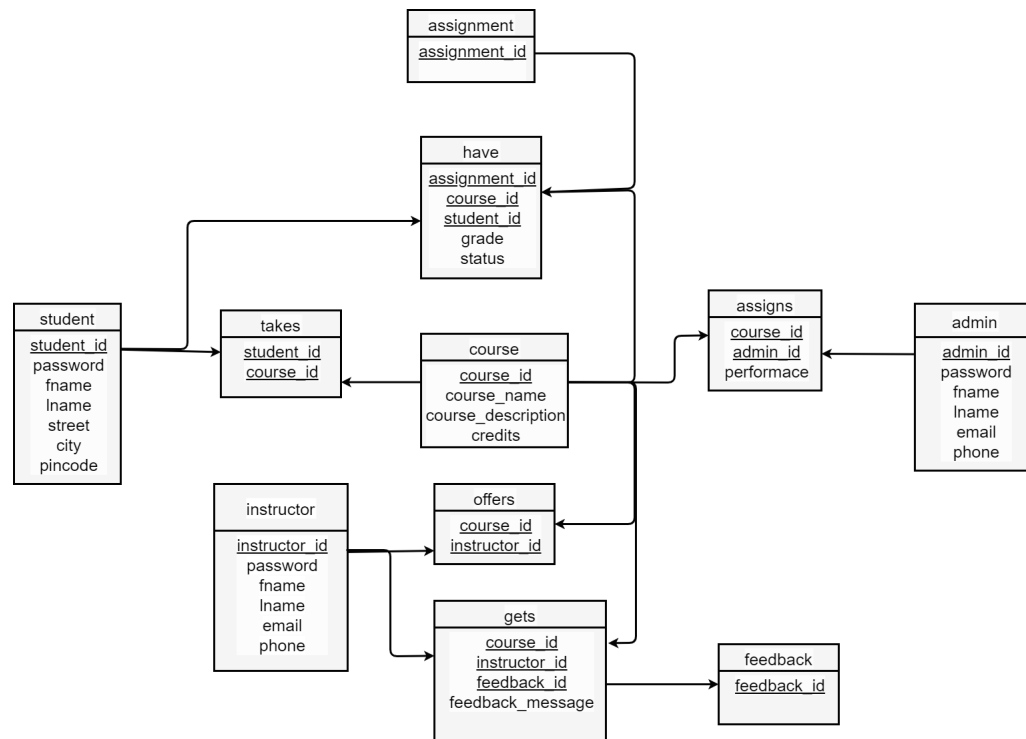 assignment
assignment_id
have
assignment_id
course_id
student_id
grade
status
student
student_id
password
fname
lname
street
city
pincode
takes
student_id
course_id
course
course_id
course_name
course_description
credits
assigns
course_id
admin_id
performace
admin
admin_id
password
fname
lname
email
phone
instructor
instructor_id
password
fname
lname
email
phone
offers
course_id
instructor_id
gets
course_id
instructor_id
feedback_id
feedback_message
feedback
feedback_id